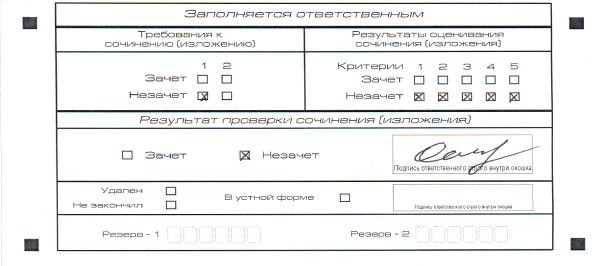 Заполняется ответственным
Требования к сочинению (изложению)
Результаты оценивания сочинения (изложения)
1 2
Зачет
Незачет
Критерии 1 2 3 4 5
Зачет
Незачет
Результат проверки сочинения (изложения)
Зачет Незачет
Подпись ответственного строго внутри окошка
Удален
Не закончил
В устной форме
Подпись ответственного строго внутри окошка
Резерв - 1 Резерв - 2